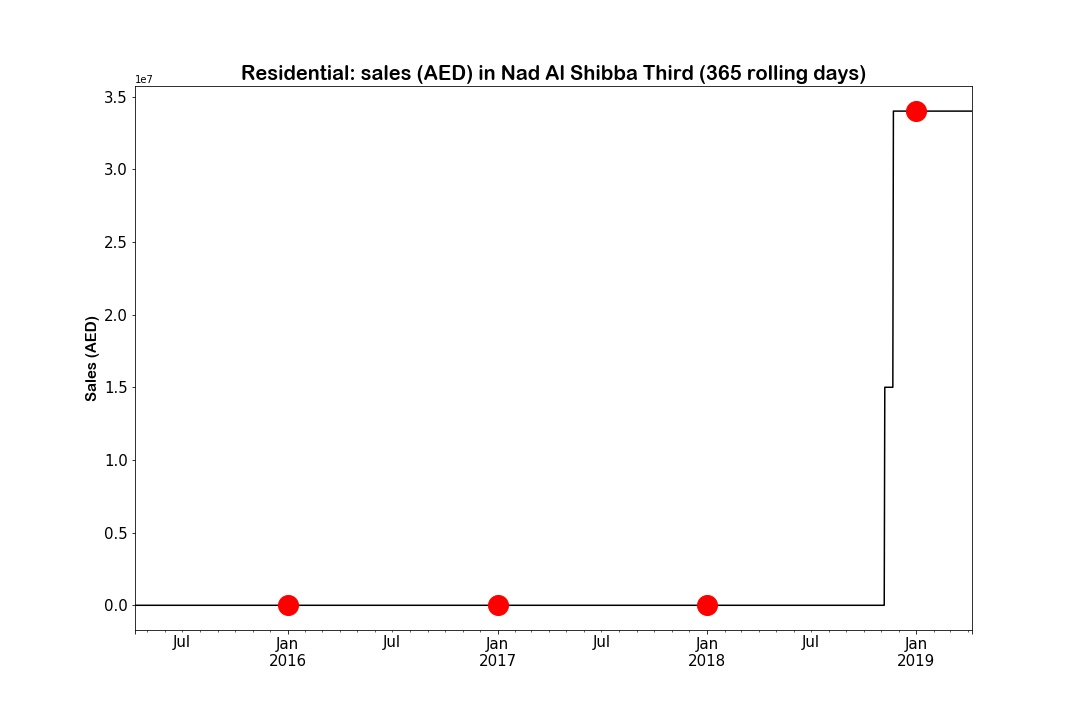 Residential: sales (AED) in Nad Al Shibba Third (365 rolling days)
1e7
3.5
3.0
2.5
2.0
1.5
1.0
0.5
0.0
Sales (AED)
Jul
Jan
2016
Jul
Jan
2017
Jul
Jan
2018
Jul
Jan
2019